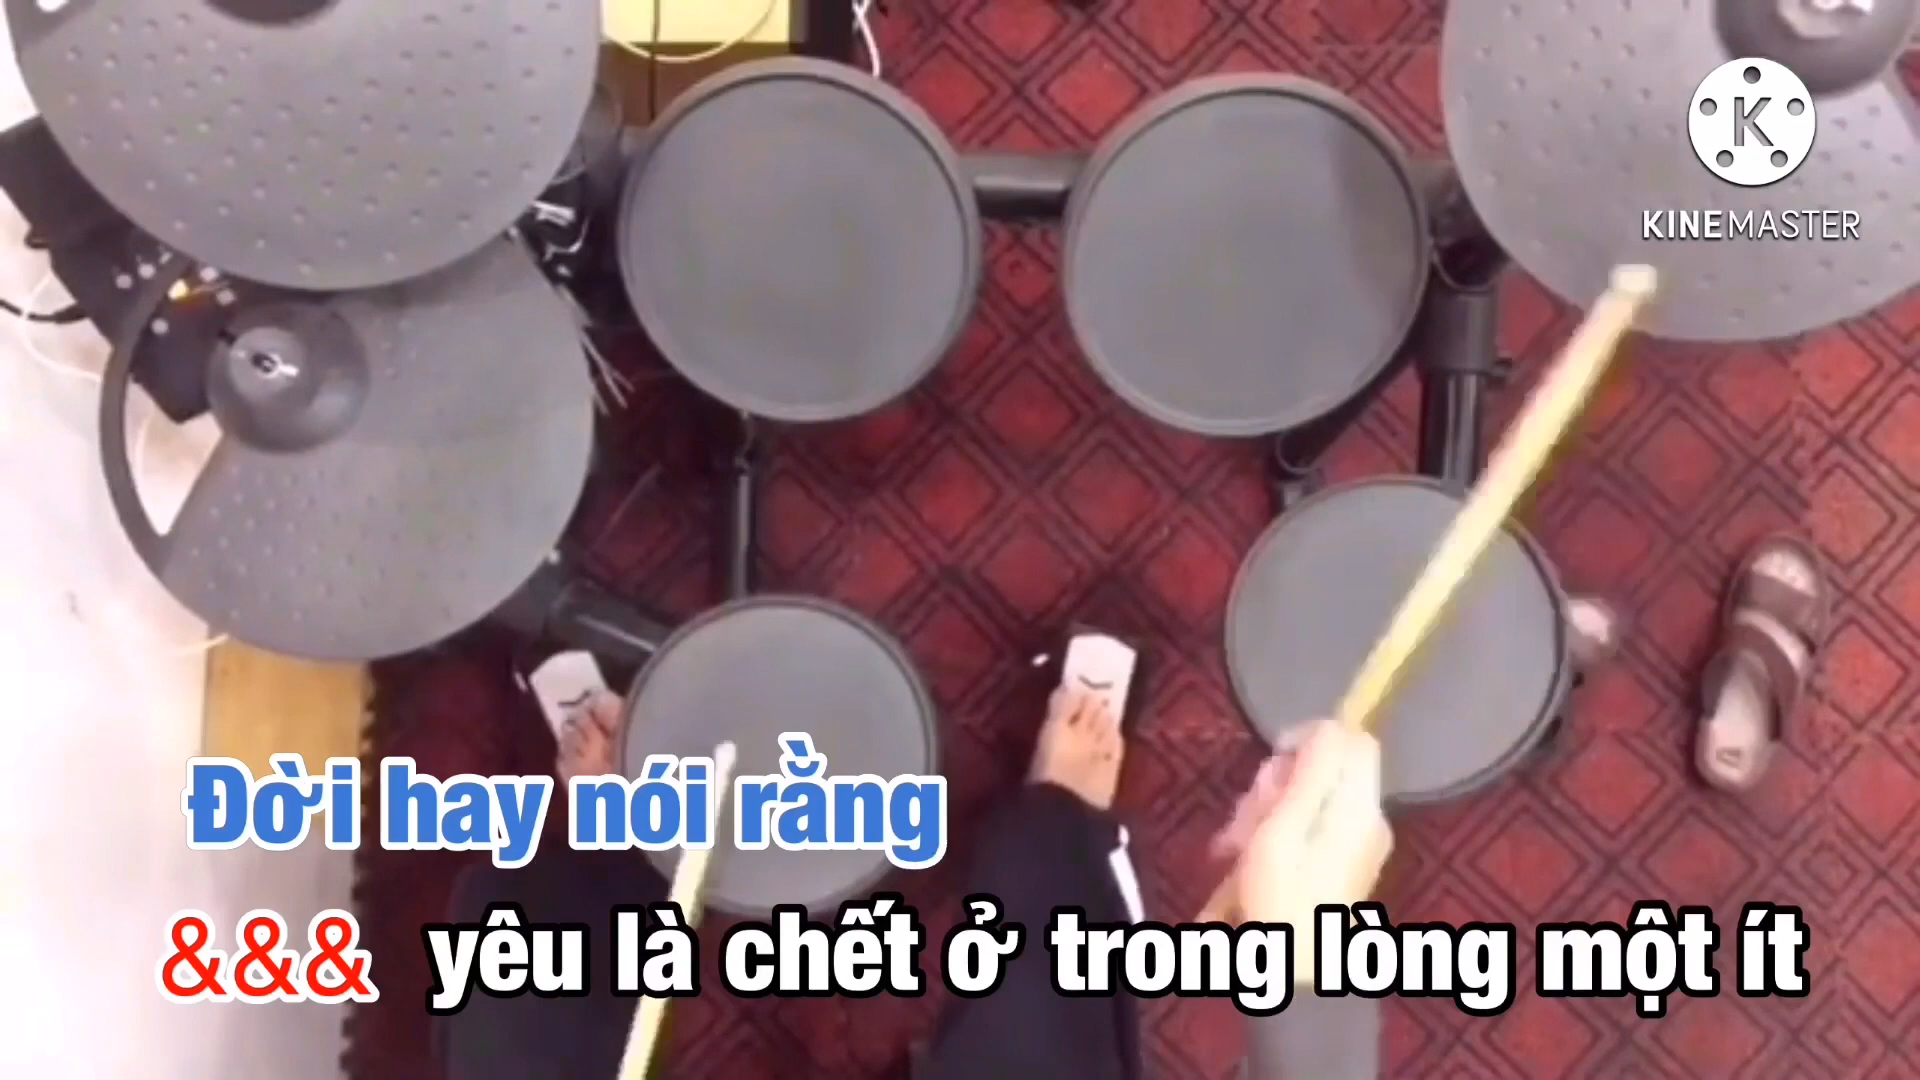 K
KINEMASTER
Đời hay nói rằng
&&& yêu là chết ở trong lòng một ít